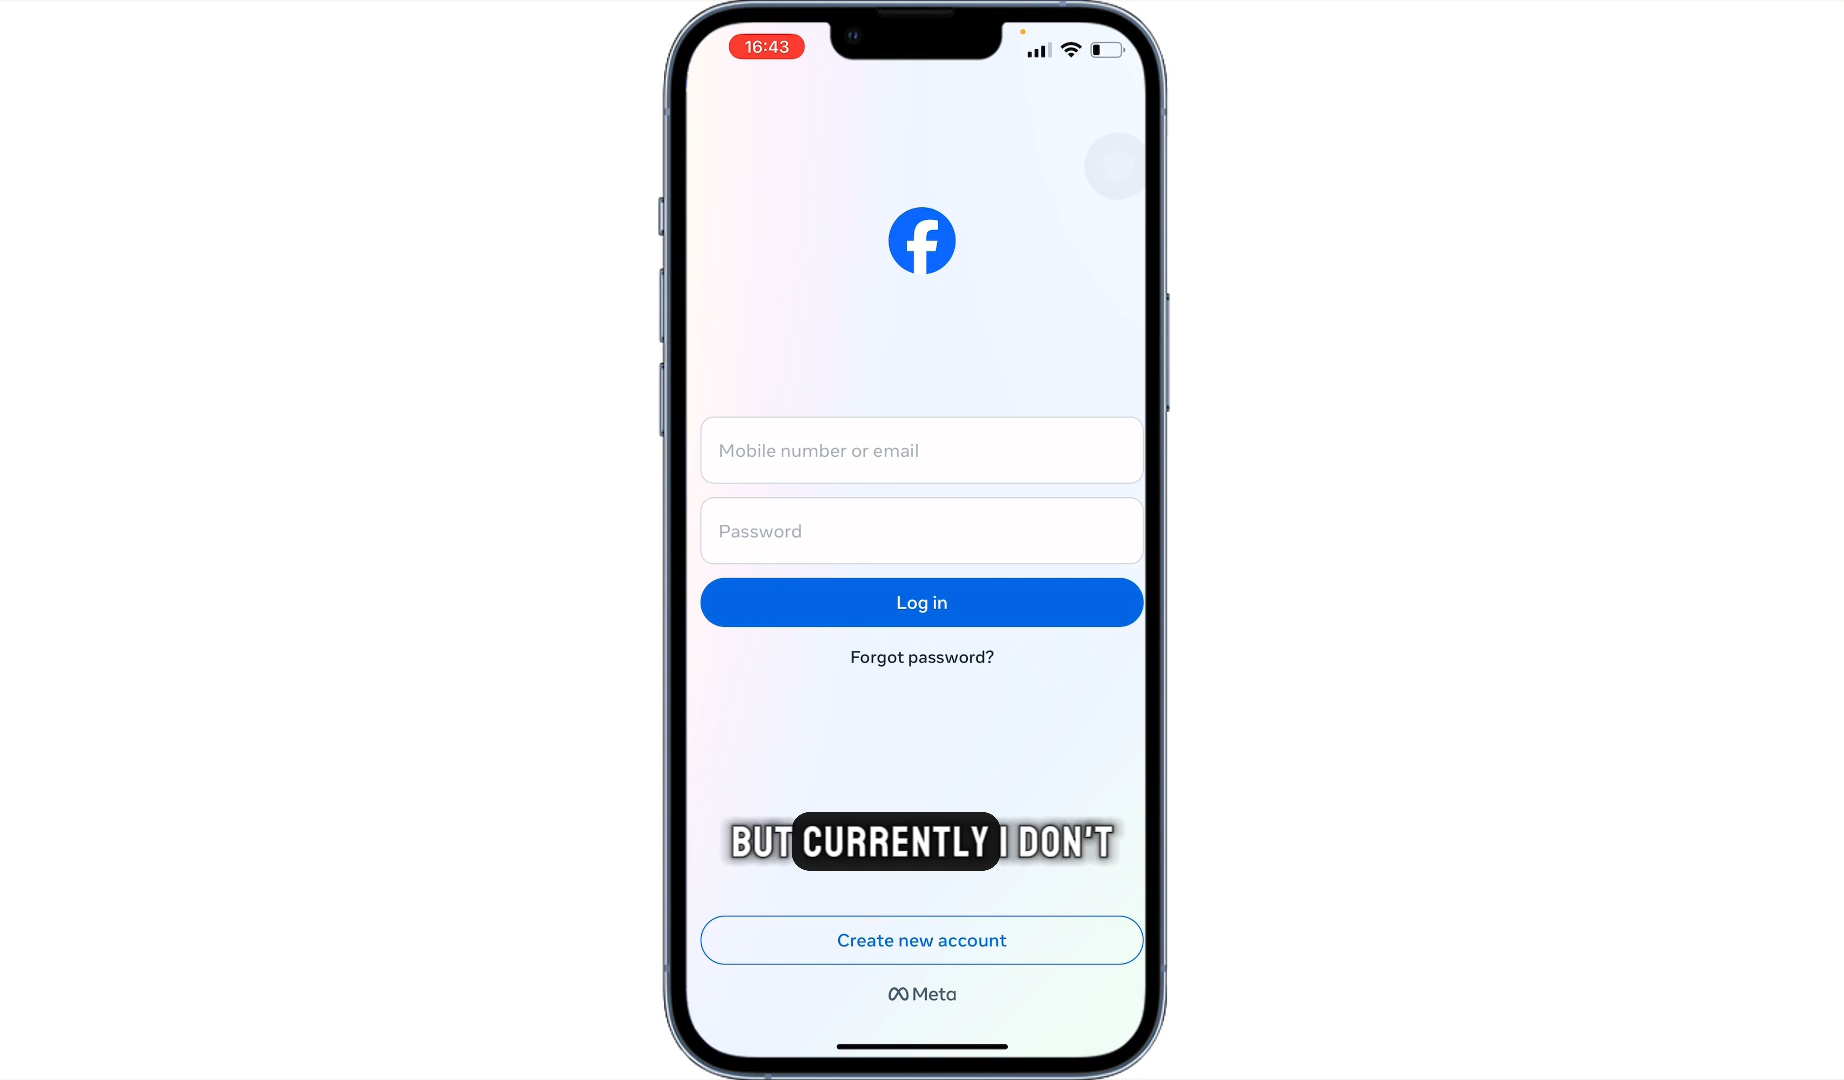 16:43
Mobile number or email
Password
Log in
Forgot password?
BUT CURRENTLY I DON'T
Create new account
Meta